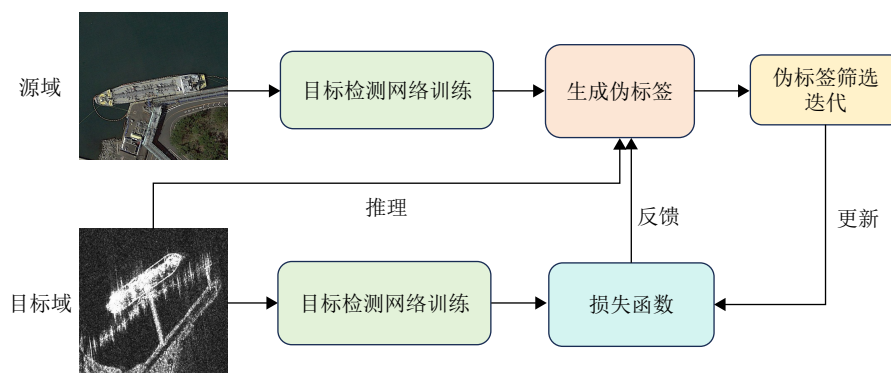 源域
目标检测网络训练
生成伪标签
伪标签筛选
迭代
推理
反馈
更新
目标域
目标检测网络训练
损失函数